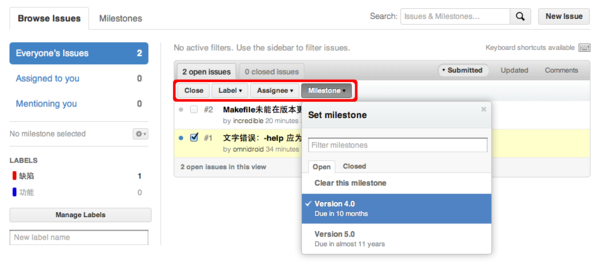 Browse Issues
Milestones
Search:
Issues & Milestones...
New Issue
Everyone's Issues 2
Assigned to you 0
Mentioning you 0
No milestone selected
LABELS
缺陷 1
功能 0
Manage Labels
New label name
No active filters. Use the sidebar to filter issues.
Keyboard shortcuts available
2 open issues
0 closed issues
Submitted
Updated
Comments
Close
Label
Assignee
Milestone
#2 Makefile未能在版本更
by incredible 20 minutes
#1 文字错误：-help 应为
by omnidroid 34 minutes
2 open issues in this view
Set milestone
×
Filter milestones
Open
Closed
Clear this milestone
Version 4.0
Due in 10 months
Version 5.0
Due in almost 11 years